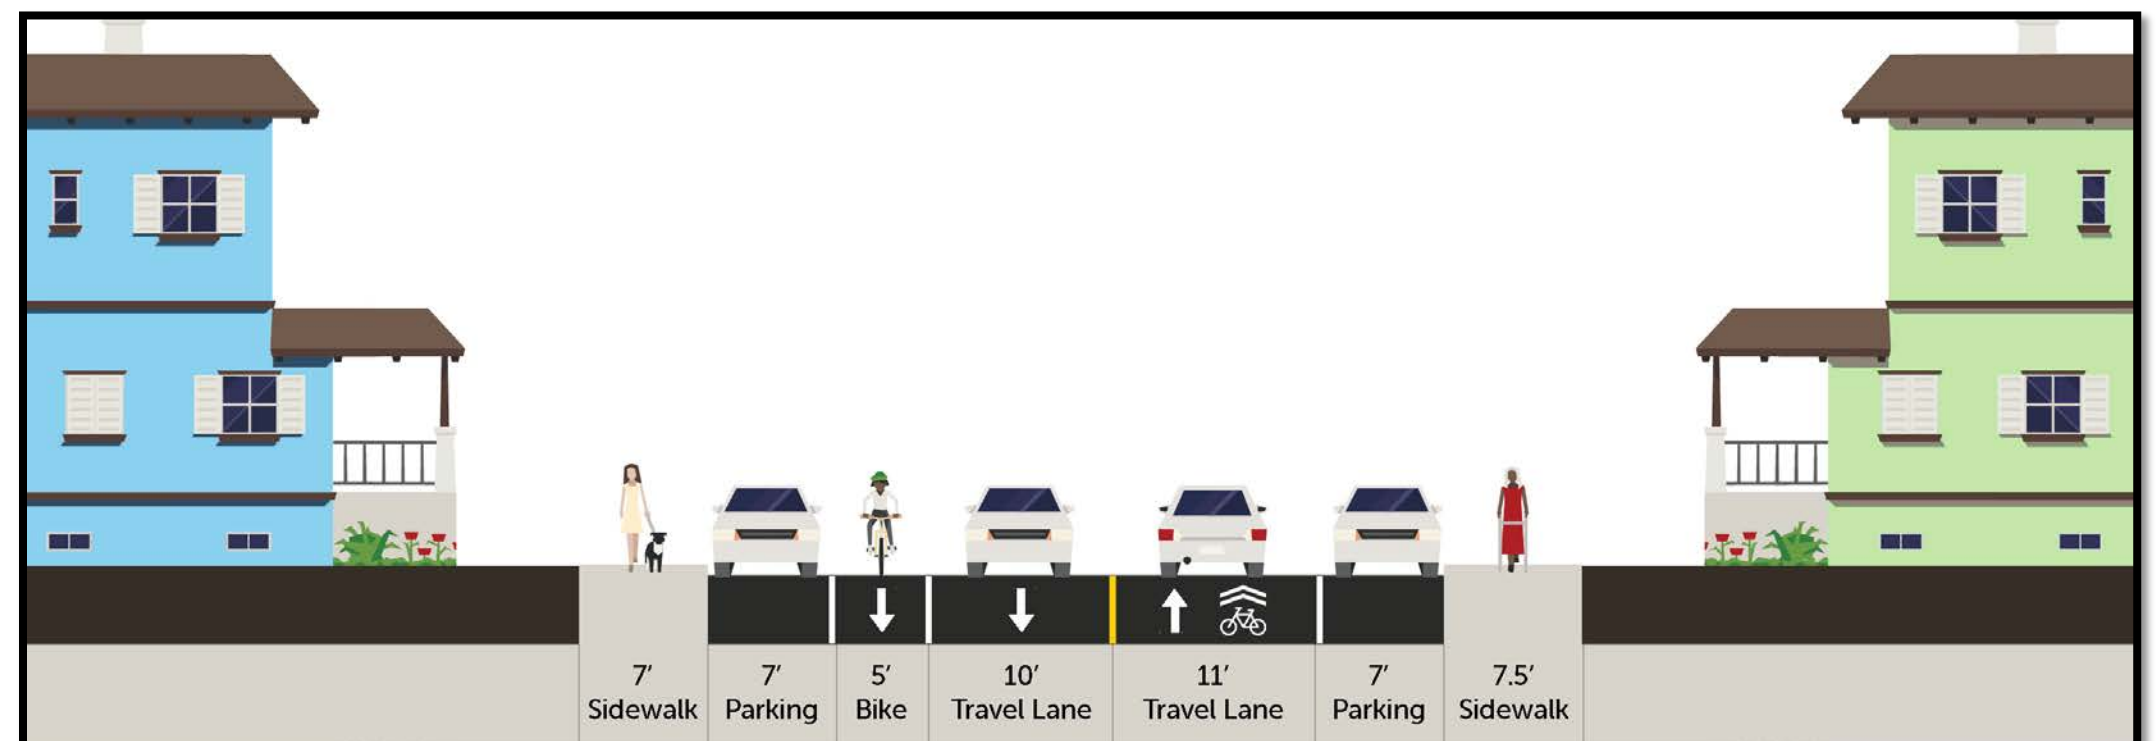 7′
Sidewalk
7′
Parking
5′
Bike
10′
Travel Lane
11′
Travel Lane
7′
Parking
7.5′
Sidewalk